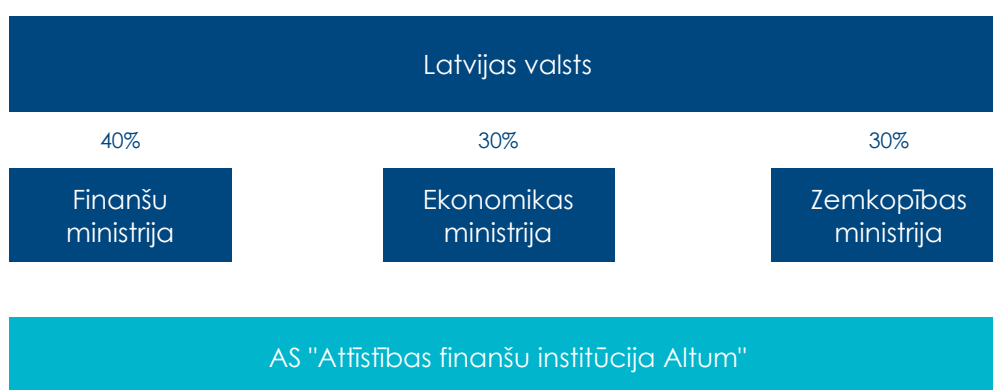 Latvijas valsts
40%
30%
30%
Finanšu
ministrija
Ekonomikas
ministrija
Zemkopības
ministrija
AS "Attīstības finanšu institūcija Altum"